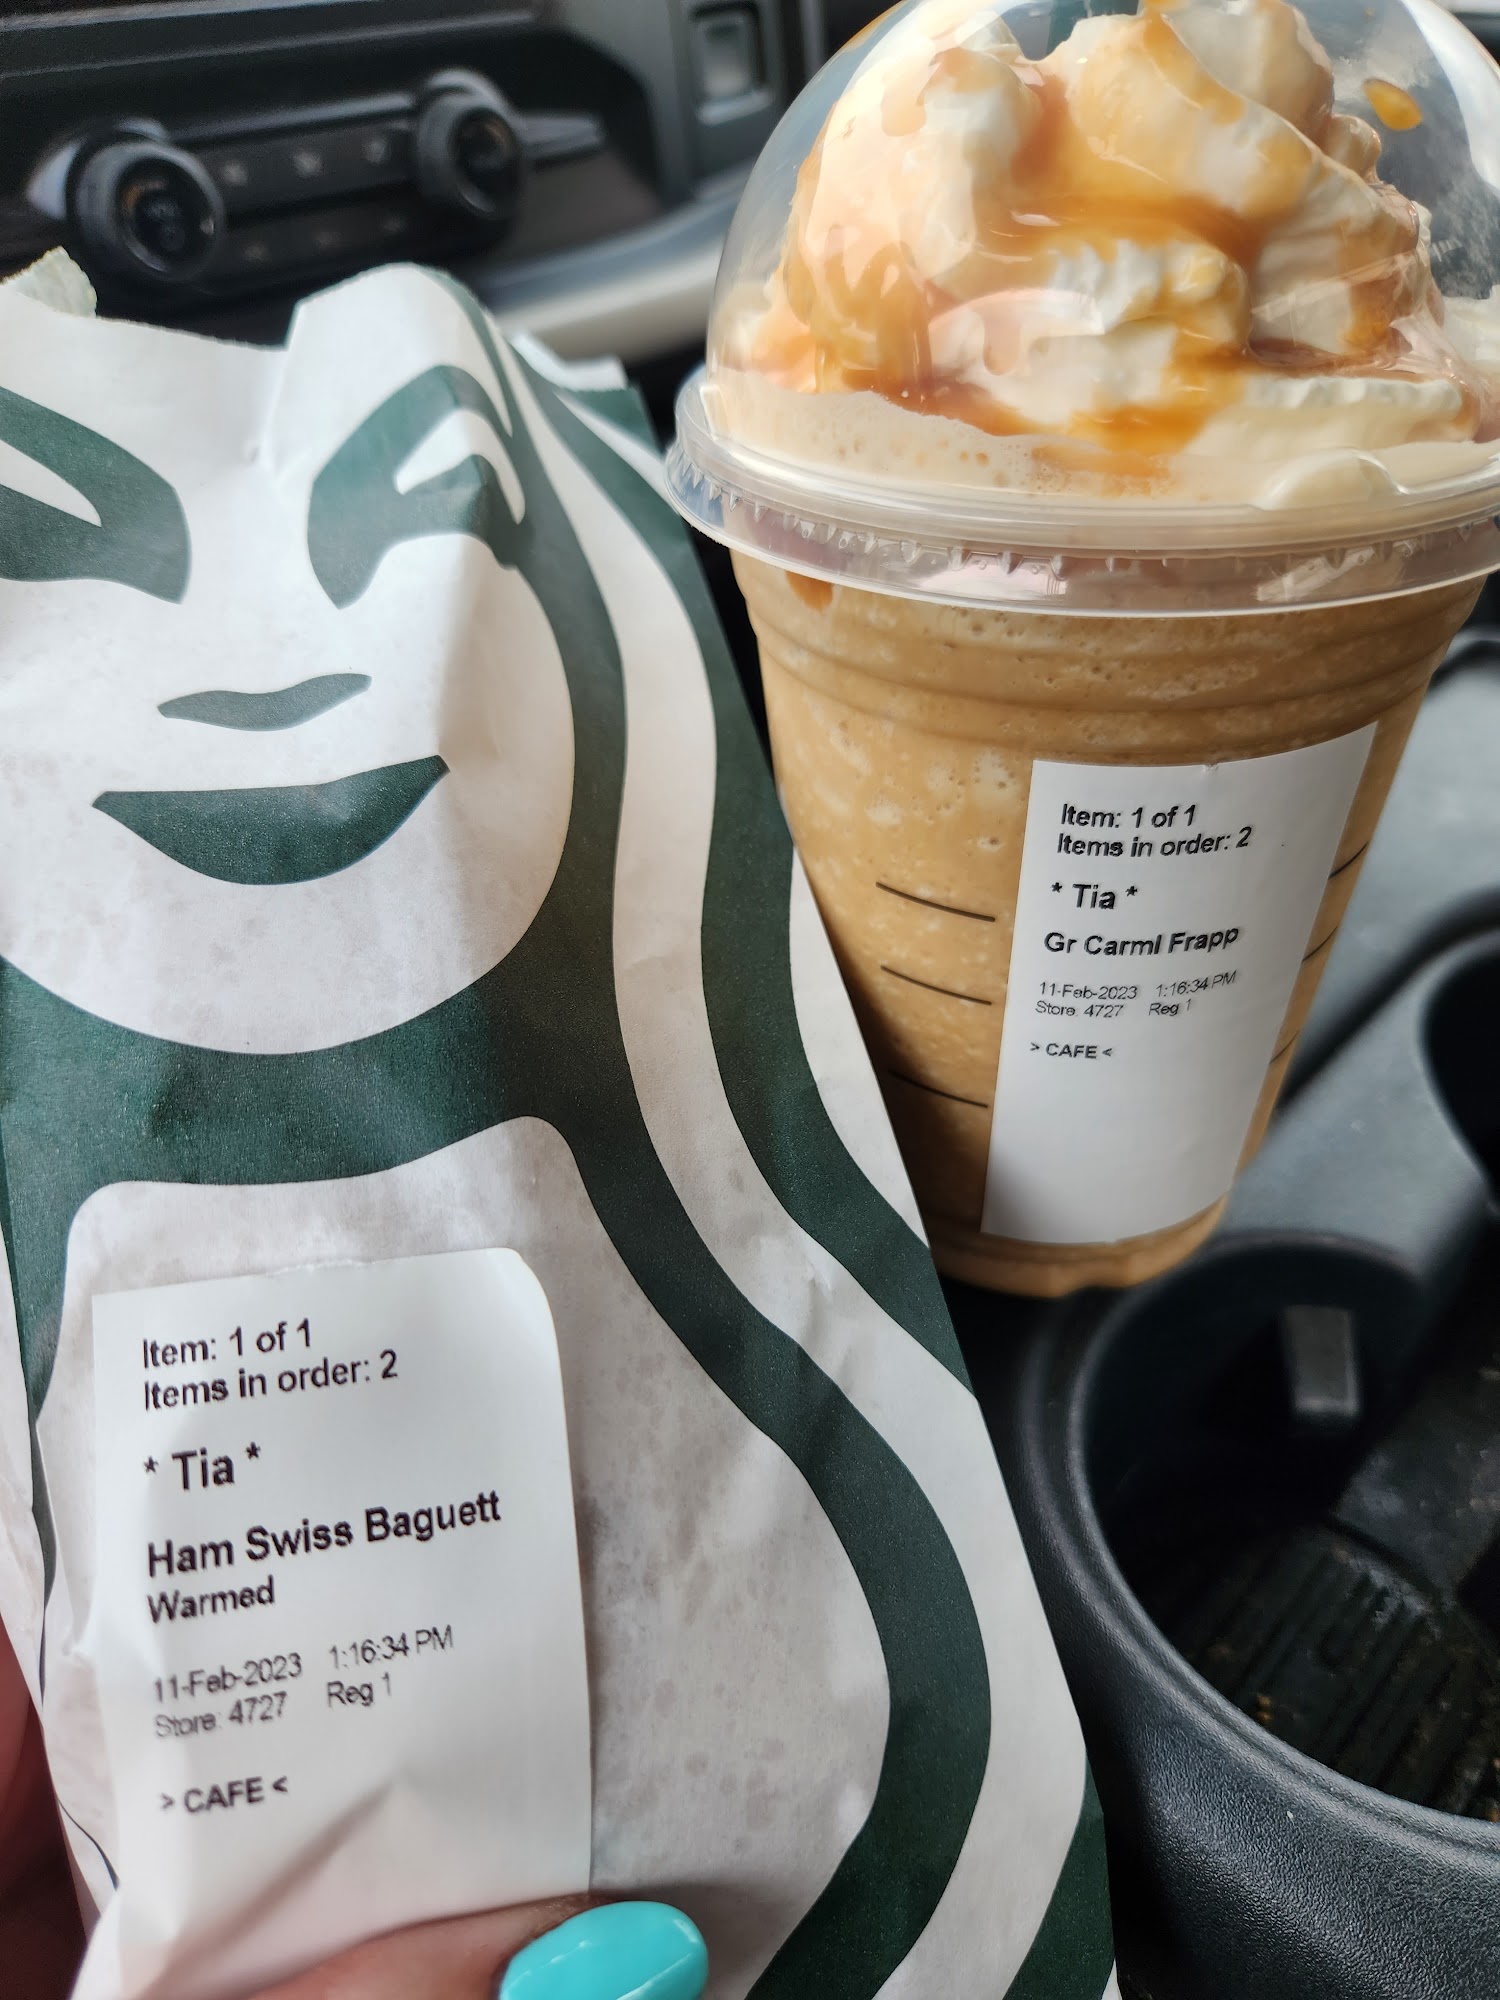 Item: 1 of 1
Items in order: 2
* Tia *
Gr Carml Frapp
11-Feb-2023 1:16:34 PM
Store: 4727 Reg 1
> CAFE <
Item: 1 of 1
Items in order: 2
* Tia *
Ham Swiss Baguett
Warmed
11-Feb-2023 1:16:34 PM
Store: 4727 Reg 1
> CAFE <